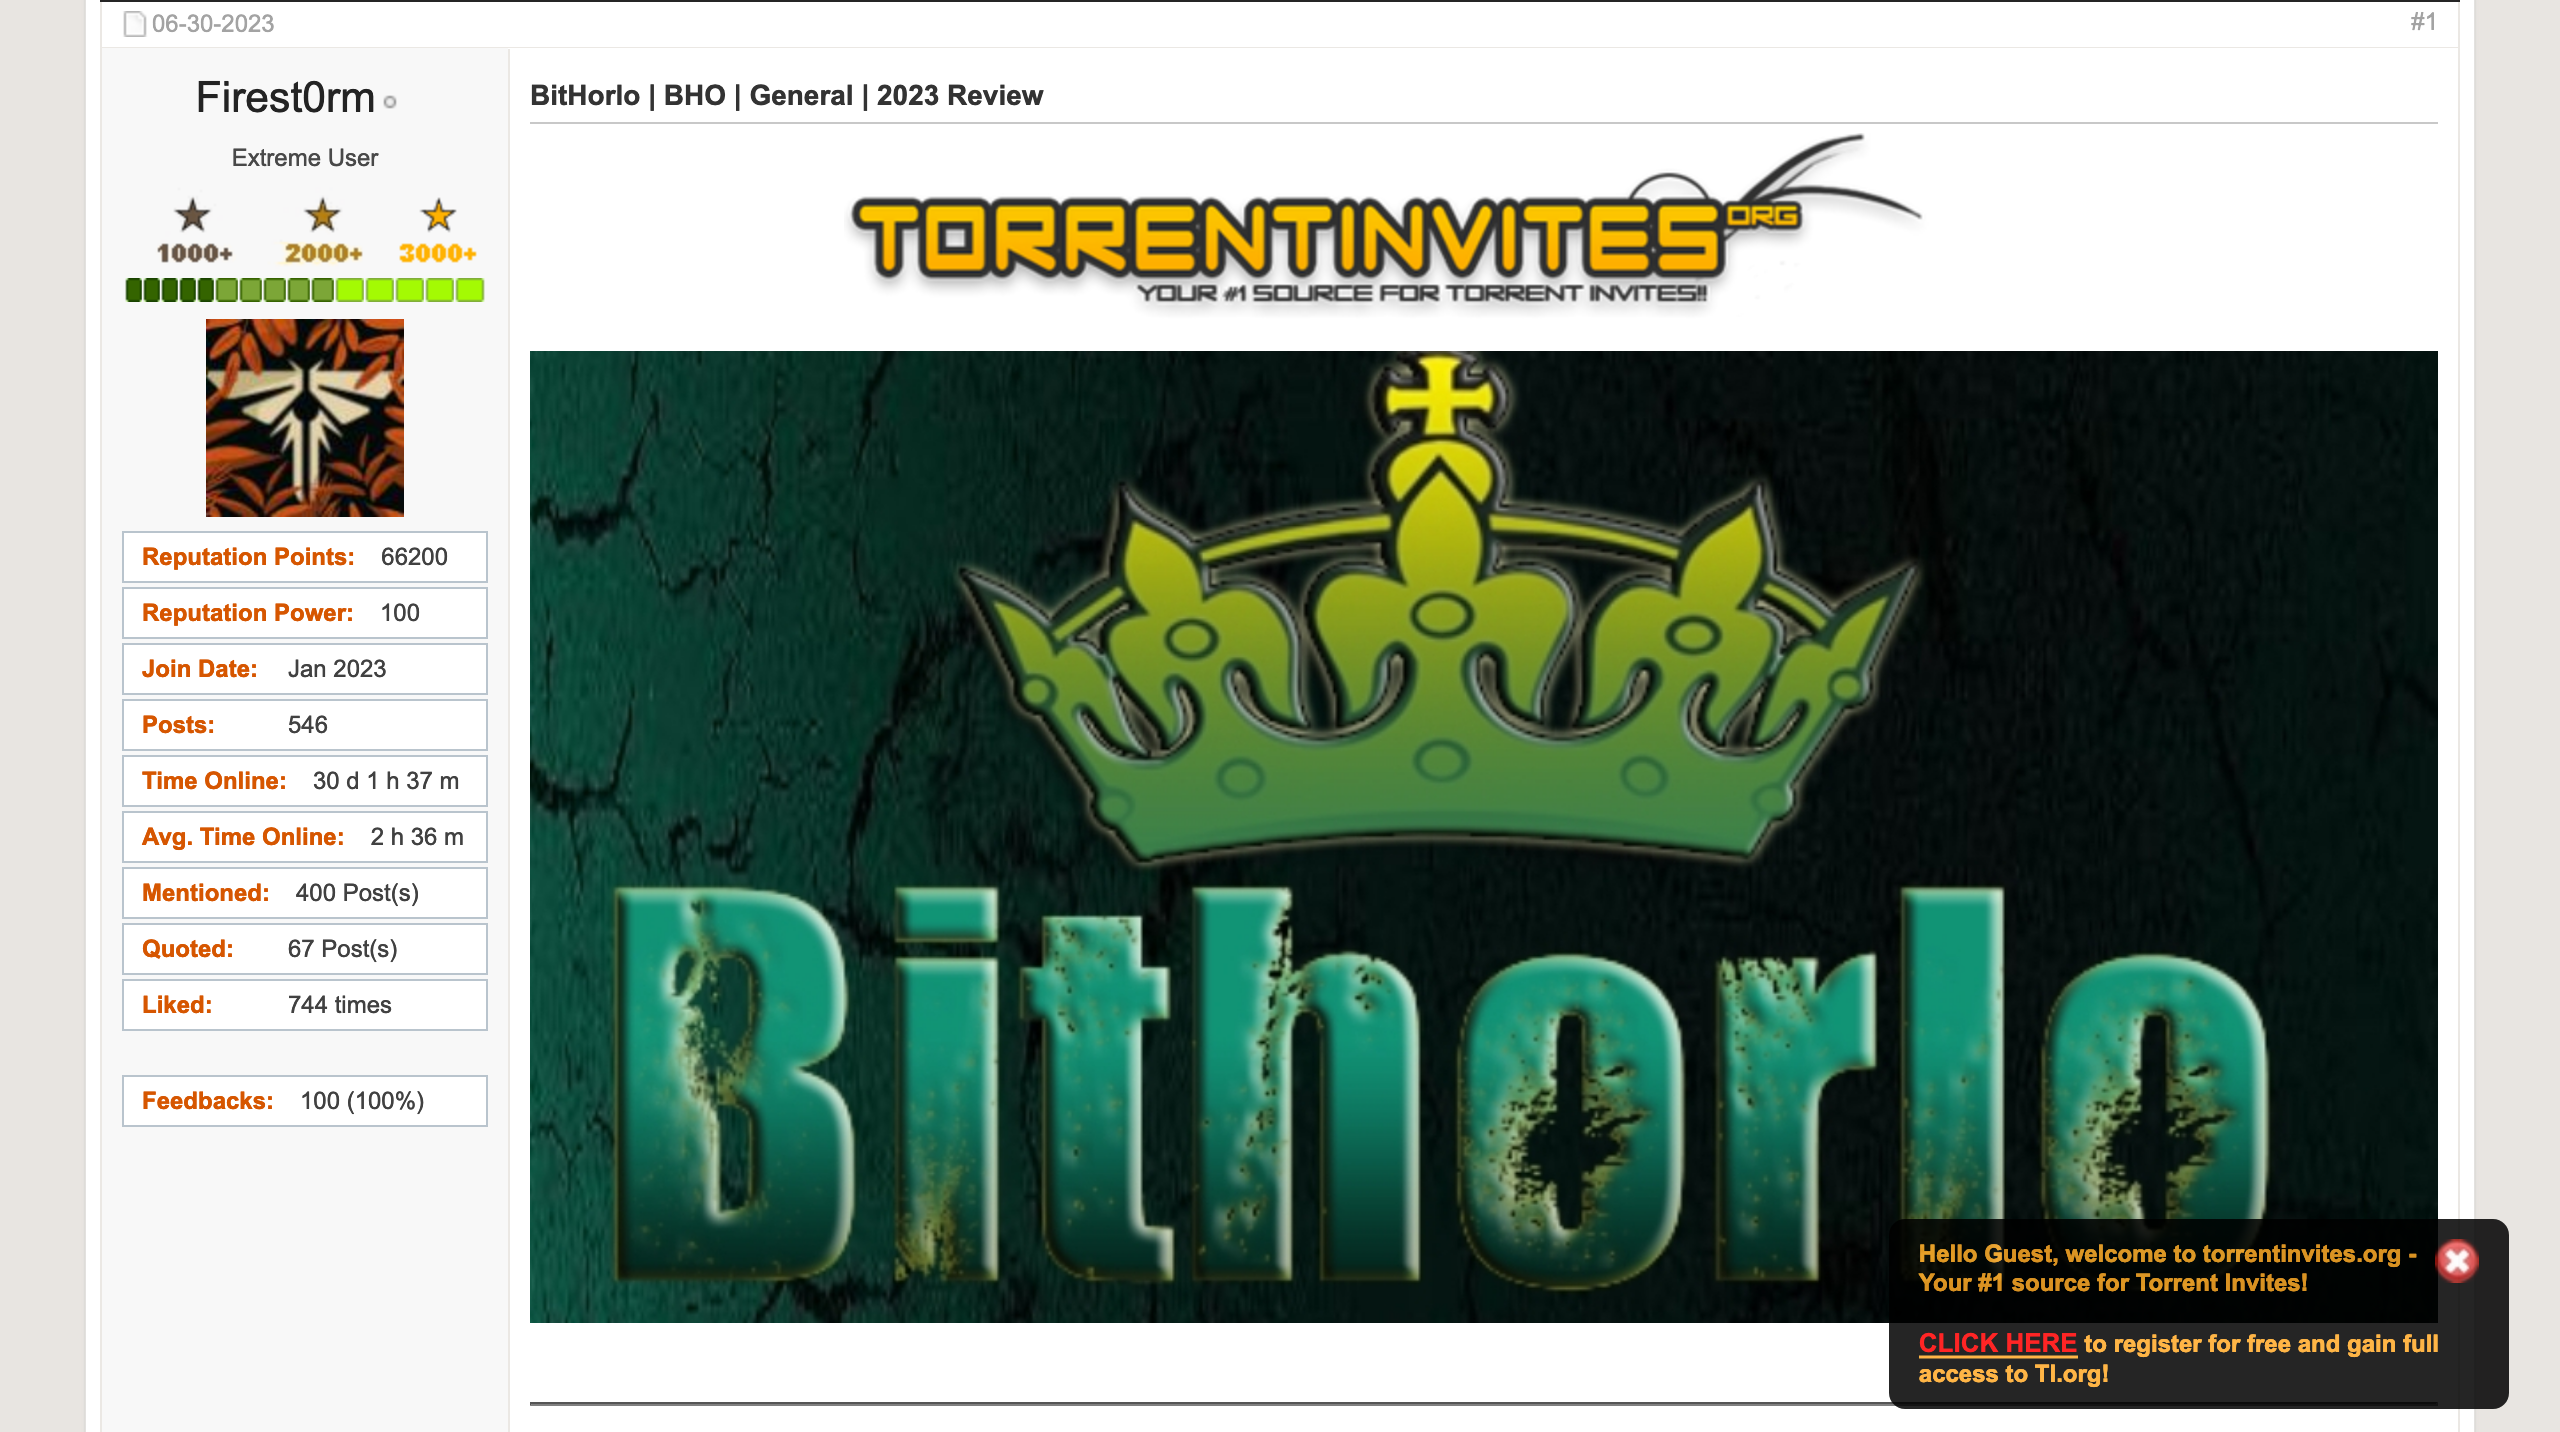 06-30-2023
#1
Firest0rm
Extreme User
1000+ 2000+ 3000+
Reputation Points: 66200
Reputation Power: 100
Join Date: Jan 2023
Posts: 546
Time Online: 30 d 1 h 37 m
Avg. Time Online: 2 h 36 m
Mentioned: 400 Post(s)
Quoted: 67 Post(s)
Liked: 744 times
Feedbacks: 100 (100%)
BitHorlo | BHO | General | 2023 Review
TORRENTINVITES ORG
YOUR #1 SOURCE FOR TORRENT INVITES!!
Bithorlo
Hello Guest, welcome to torrentinvites.org -
Your #1 source for Torrent Invites!
CLICK HERE to register for free and gain full
access to TI.org!